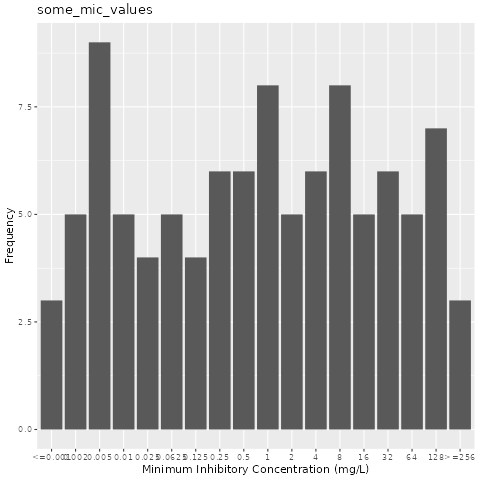 some_mic_values
7.5
5.0
2.5
0.0
Frequency
<=0.001 0.002 0.005 0.01 0.025 0.0625 0.125 0.25 0.5 1 2 4 8 16 32 64 128 >=256
Minimum Inhibitory Concentration (mg/L)